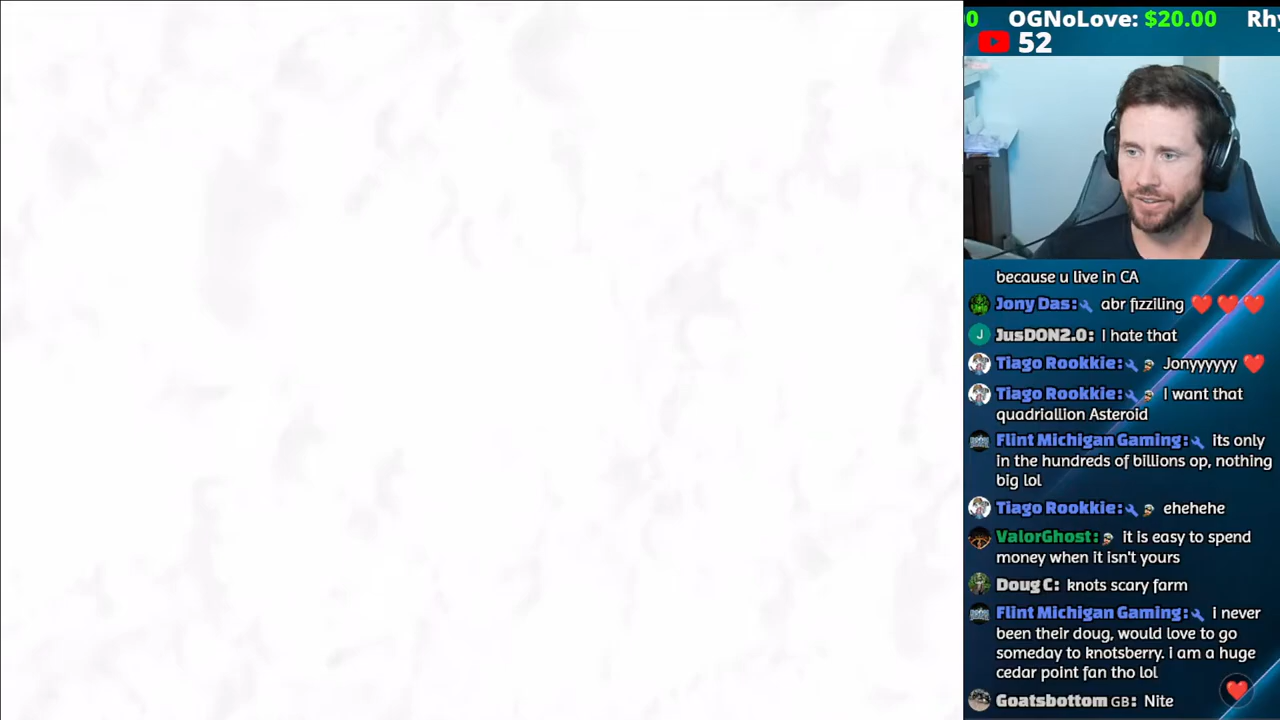 OGNoLove: $20.00 Rhy
52
because u live in CA
Jony Das: abr fizziling ❤️ ❤️ ❤️
JusDON2.0: I hate that
Tiago Rookkie: Jonyyyyyy ❤️
Tiago Rookkie: I want that
quadriallion Asteroid
Flint Michigan Gaming: its only
in the hundreds of billions op, nothing
big lol
Tiago Rookkie: ehehehe
ValorGhost: it is easy to spend
money when it isn't yours
Doug C: knots scary farm
Flint Michigan Gaming: i never
been their doug, would love to go
someday to knotsberry. i am a huge
cedar point fan tho lol
Goatsbottom GB: Nite